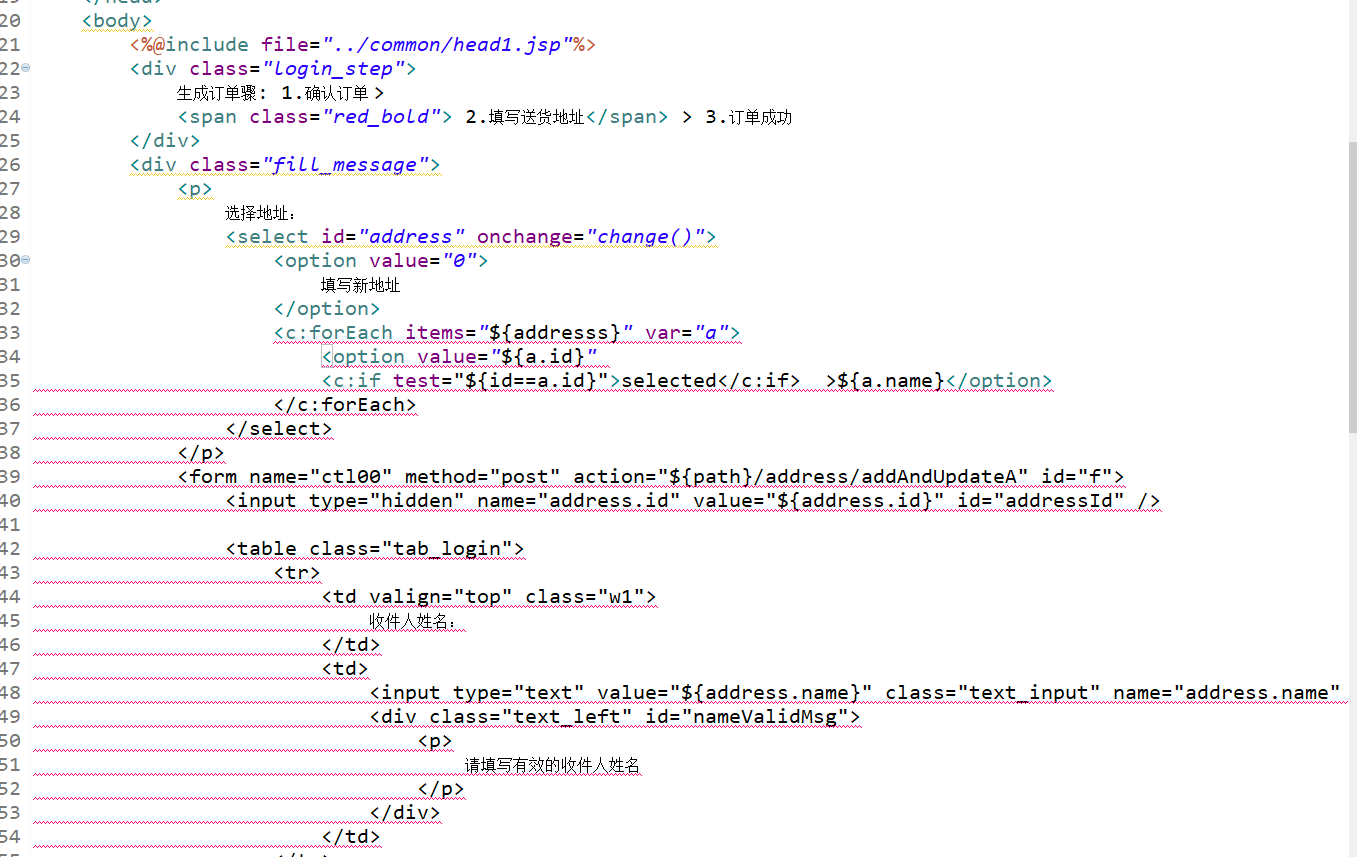 20 <body>
21 <%@include file="../common/head1.jsp"%>
22 <div class="login_step">
23 生成订单骤: 1.确认订单 >
24 <span class="red_bold"> 2.填写送货地址</span> > 3.订单成功
25 </div>
26 <div class="fill_message">
27 <p>
28 选择地址:
29 <select id="address" onchange="change()">
30 <option value="0">
31 填写新地址
32 </option>
33 <c:forEach items="${addresss}" var="a">
34 <option value="${a.id}"
35 <c:if test="${id==a.id}">selected</c:if> >${a.name}</option>
36 </c:forEach>
37 </select>
38 </p>
39 <form name="ctl00" method="post" action="${path}/address/addAndUpdateA" id="f">
40 <input type="hidden" name="address.id" value="${address.id}" id="addressId" />
41
42 <table class="tab_login">
43 <tr>
44 <td valign="top" class="w1">
45 收件人姓名:
46 </td>
47 <td>
48 <input type="text" value="${address.name}" class="text_input" name="address.name"
49 <div class="text_left" id="nameValidMsg">
50 <p>
51 请填写有效的收件人姓名
52 </p>
53 </div>
54 </td>